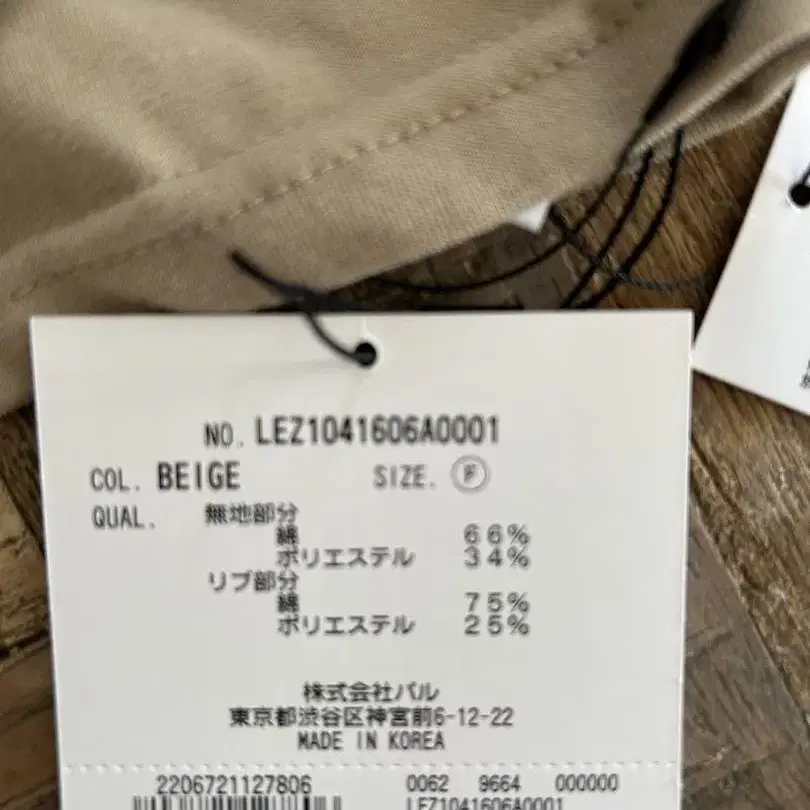 NO. LEZ1041606A0001
COL. BEIGE SIZE. F
QUAL. 無地部分
綿 66%
ポリエステル 34%
リブ部分
綿 75%
ポリエステル 25%
株式会社バル
東京都渋谷区神宮前6-12-22
MADE IN KOREA
2206721127806 0062 9664 000000
LEZ1041606A0001